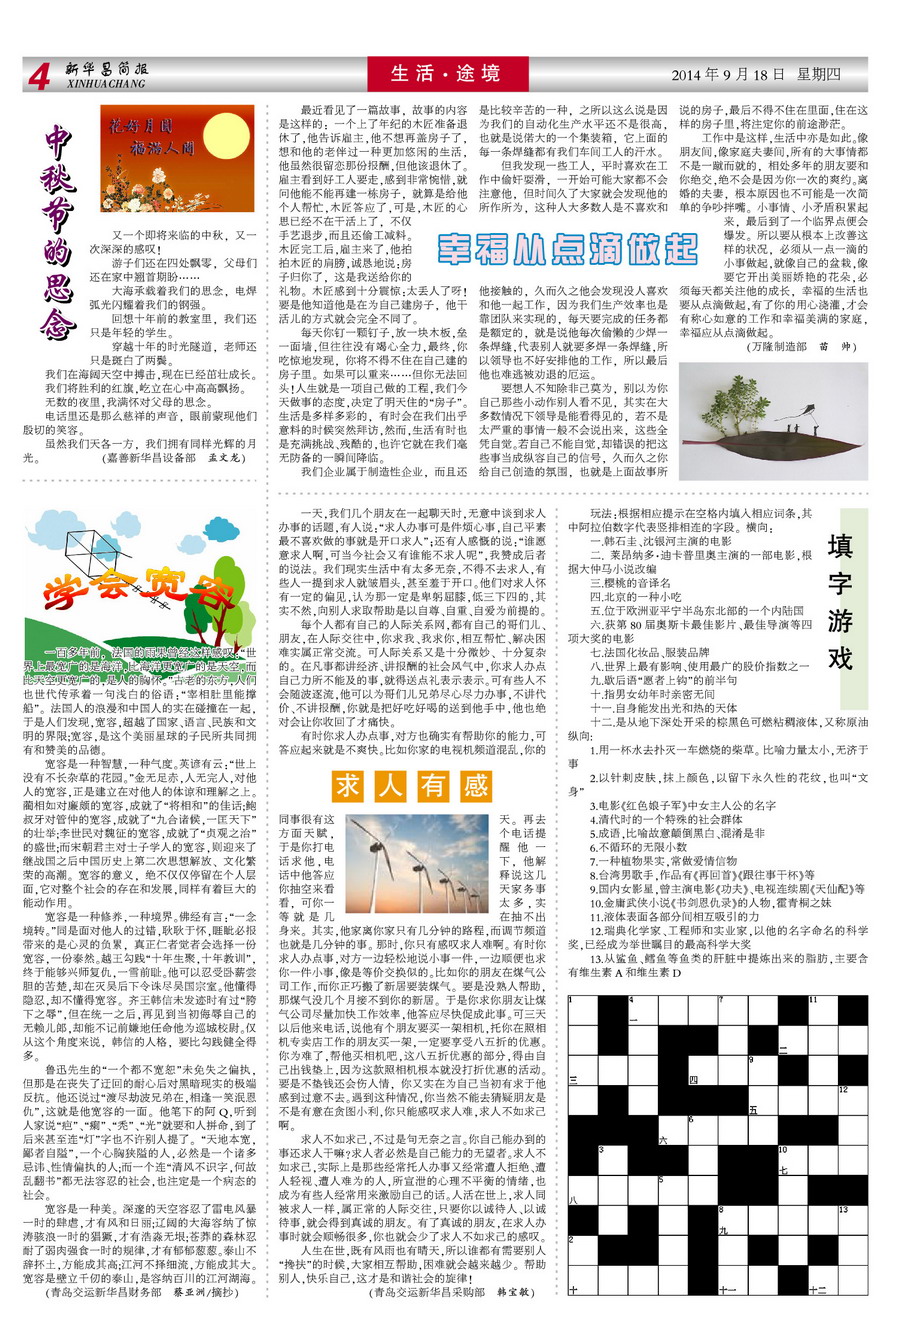 4
新华昌简报
XINHUACHANG
生活·途境
2014 年 9 月 18 日 星期四
中秋节的思念
花好月圆
福满人间
又一个即将来临的中秋，又一
次深深的感叹！
游子们还在四处飘零，父母们
还在家中翘首期盼……
大海承载着我们的思念，电焊
弧光闪耀着我们的钢强。
回想十年前的教室里，我们还
只是年轻的学生。
穿越十年的时光隧道，老师还
只是斑白了两鬓。
我们在海阔天空中搏击,现在已经茁壮成长。
我们将胜利的红旗,屹立在心中高高飘扬。
无数的夜里,我满怀对父母的思念。
电话里还是那么慈祥的声音，眼前蒙现他们
殷切的笑容。
虽然我们天各一方，我们拥有同样光辉的月
光。 (嘉善新华昌设备部 孟文龙)
最近看见了一篇故事，故事的内容
是这样的：一个上了年纪的木匠准备退
休了,他告诉雇主,他不想再盖房子了，
想和他的老伴过一种更加悠闲的生活，
他虽然很留恋那份报酬,但他该退休了。
雇主看到好工人要走,感到非常惋惜,就
问他能不能再建一栋房子，就算是给他
个人帮忙,木匠答应了,可是,木匠的心
思已经不在干活上了，不仅
手艺退步,而且还偷工减料。
木匠完工后,雇主来了,他拍
拍木匠的肩膀,诚恳地说:房
子归你了，这是我送给你的
礼物。木匠感到十分震惊:太丢人了呀!
要是他知道他是在为自己建房子，他干
活儿的方式就会完全不同了。
每天你钉一颗钉子,放一块木板,垒
一面墙,但往往没有竭心全力,最终,你
吃惊地发现，你将不得不住在自己建的
房子里。如果可以重来……但你无法回
头!人生就是一项自己做的工程,我们今
天做事的态度,决定了明天住的“房子”。
生活是多样多彩的，有时会在我们出乎
意料的时候突然拜访,然而,生活有时也
是充满挑战、残酷的,也许它就在我们毫
无防备的一瞬间降临。
我们企业属于制造性企业，而且还
是比较辛苦的一种，之所以这么说是因
为我们的自动化生产水平还不是很高，
也就是说偌大的一个集装箱，它上面的
每一条焊缝都有我们车间工人的汗水。
但我发现一些工人，平时喜欢在工
作中偷奸耍滑，一开始可能大家都不会
注意他，但时间久了大家就会发现他的
所作所为，这种人大多数人是不喜欢和
幸福从点滴做起
他接触的，久而久之他会发现没人喜欢
和他一起工作，因为我们生产效率也是
靠团队来实现的，每天要完成的任务都
是额定的，就是说他每次偷懒的少焊一
条焊缝,代表别人就要多焊一条焊缝,所
以领导也不好安排他的工作，所以最后
他也难逃被劝退的厄运。
要想人不知除非己莫为，别以为你
自己那些小动作别人看不见，其实在大
多数情况下领导是能看得见的，若不是
太严重的事情一般不会说出来，这些全
凭自觉。若自己不能自觉,却错误的把这
些事当成纵容自己的信号，久而久之你
给自己创造的氛围，也就是上面故事所
说的房子,最后不得不住在里面,住在这
样的房子里,将注定你的前途渺茫。
工作中是这样,生活中亦是如此。像
朋友间,像家庭夫妻间,所有的大事情都
不是一蹴而就的，相处多年的朋友要和
你绝交,绝不会是因为你一次的爽约。离
婚的夫妻，根本原因也不可能是一次简
单的争吵拌嘴。小事情、小矛盾积累起
来，最后到了一个临界点便会
爆发。所以要从根本上改善这
样的状况，必须从一点一滴的
小事做起,就像自己的盆栽,像
要它开出美丽娇艳的花朵,必
须每天都关注他的成长，幸福的生活也
要从点滴做起,有了你的用心浇灌,才会
有称心如意的工作和幸福美满的家庭，
幸福应从点滴做起。
(万隆制造部 苗 帅)
学会宽容
一百多年前，法国的雨果曾经这样感叹:“世
界上最宽广的是海洋,比海洋更宽广的是天空,而
比天空更宽广的,是人的胸怀。”古老的东方,人们
也世代传承着一句浅白的俗语：“宰相肚里能撑
船”。法国人的浪漫和中国人的实在碰撞在一起，
于是人们发现,宽容,超越了国家、语言、民族和文
明的界限;宽容,是这个美丽星球的子民所共同拥
有和赞美的品德。
宽容是一种智慧,一种气度。英谚有云:“世上
没有不长杂草的花园。”金无足赤,人无完人,对他
人的宽容,正是建立在对他人的体谅和理解之上。
蔺相如对廉颇的宽容,成就了“将相和”的佳话;鲍
叔牙对管仲的宽容,成就了“九合诸侯,一匡天下”
的壮举;李世民对魏征的宽容,成就了“贞观之治”
的盛世;而宋朝君主对士子学人的宽容,则迎来了
继战国之后中国历史上第二次思想解放、文化繁
荣的高潮。宽容的意义，绝不仅仅停留在个人层
面,它对整个社会的存在和发展,同样有着巨大的
能动作用。
宽容是一种修养,一种境界。佛经有言:“一念
境转。”同是面对他人的过错,耿耿于怀,睚眦必报
带来的是心灵的负累，真正仁者觉者会选择一份
宽容,一份泰然。越王勾践“十年生聚,十年教训”，
终于能够兴师复仇,一雪前耻。他可以忍受卧薪尝
胆的苦楚,却在灭吴后下令诛尽吴国宗室。他懂得
隐忍,却不懂得宽容。齐王韩信未发迹时有过“胯
下之辱”,但在统一之后,再见到当初侮辱自己的
无赖儿郎,却能不记前嫌地任命他为巡城校尉。仅
从这个角度来说，韩信的人格，要比勾践健全得
多。
鲁迅先生的“一个都不宽恕”未免失之偏执，
但那是在丧失了迂回的耐心后对黑暗现实的极端
反抗。他还说过“渡尽劫波兄弟在,相逢一笑泯恩
仇”,这就是他宽容的一面。他笔下的阿 Q,听到
人家说“疤”、“癞”、“秃”、“光”就要和人拼命,到了
后来甚至连“灯”字也不许别人提了。“天地本宽，
鄙者自隘”，一个心胸狭隘的人,必然是一个诸多
忌讳、性情偏执的人;而一个连“清风不识字,何故
乱翻书”都无法容忍的社会,也注定是一个病态的
社会。
宽容是一种美。深邃的天空容忍了雷电风暴
一时的肆虐,才有风和日丽;辽阔的大海容纳了惊
涛骇浪一时的猖獗,才有浩淼无垠;苍莽的森林忍
耐了弱肉强食一时的规律,才有郁郁葱葱。泰山不
辞抔土,方能成其高;江河不择细流,方能成其大。
宽容是壁立千仞的泰山,是容纳百川的江河湖海。
(青岛交运新华昌财务部 蔡亚洲/摘抄)
一天,我们几个朋友在一起聊天时,无意中谈到求人
办事的话题,有人说:“求人办事可是件烦心事,自己平素
最不喜欢做的事就是开口求人”;还有人感慨的说:“谁愿
意求人啊,可当今社会又有谁能不求人呢”,我赞成后者
的说法。我们现实生活中有太多无奈,不得不去求人,有
些人一提到求人就皱眉头,甚至羞于开口。他们对求人怀
有一定的偏见,认为那一定是卑躬屈膝,低三下四的,其
实不然,向别人求取帮助是以自尊、自重、自爱为前提的。
每个人都有自己的人际关系网,都有自己的哥们儿、
朋友,在人际交往中,你求我、我求你,相互帮忙、解决困
难实属正常交流。可人际关系又是十分微妙、十分复杂
的。在凡事都讲经济、讲报酬的社会风气中,你求人办点
自己力所不能及的事,就得送点礼表示表示。可有些人不
会随波逐流,他可以为哥们儿兄弟尽心尽力办事,不讲代
价、不讲报酬,你就是把好吃好喝的送到他手中,他也绝
对会让你收回了才痛快。
有时你求人办点事,对方也确实有帮助你的能力,可
答应起来就是不爽快。比如你家的电视机频道混乱,你的
求人有感
同事很有这
方面天赋，
于是你打电
话求他,电
话中他答应
你抽空来看
看，可你一
等就是几
天。再去
个电话提
醒他一
下，他解
释说这几
天家务事
太多，实
在抽不出
身来。其实,他家离你家只有几分钟的路程,而调节频道
也就是几分钟的事。那时,你只有感叹求人难啊。有时你
求人办点事,对方一边轻松地说小事一件,一边顺便也求
你一件小事,像是等价交换似的。比如你的朋友在煤气公
司工作,而你正巧搬了新居要装煤气。要是没熟人帮助，
那煤气没几个月接不到你的新居。于是你求你朋友让煤
气公司尽量加快工作效率,他答应尽快促成此事。可三天
以后他来电话,说他有个朋友要买一架相机,托你在照相
机专卖店工作的朋友买一架,一定要享受八五折的优惠。
你为难了,帮他买相机吧,这八五折优惠的部分,得由自
己出钱垫上,因为这款照相机根本就没打折优惠的活动。
要是不垫钱还会伤人情，你又实在为自己当初有求于他
感到过意不去。遇到这种情况,你当然不能去猜疑朋友是
不是有意在贪图小利,你只能感叹求人难,求人不如求己
啊。
求人不如求己,不过是句无奈之言。你自己能办到的
事还求人干嘛?求人者必然是自己能力的无望者。求人不
如求己,实际上是那些经常托人办事又经常遭人拒绝、遭
人轻视、遭人难为的人,所宣泄的心理不平衡的情绪,也
成为有些人经常用来激励自己的话。人活在世上,求人同
被求人一样,属正常的人际交往,只要你以诚待人、以诚
待事,就会得到真诚的朋友。有了真诚的朋友,在求人办
事时就会顺畅很多,你也就会少了求人不如求己的感叹。
人生在世,既有风雨也有晴天,所以谁都有需要别人
“搀扶”的时候,大家相互帮助,困难就会越来越少。帮助
别人,快乐自己,这才是和谐社会的旋律!
(青岛交运新华昌采购部 韩宝敏)
填字游戏
玩法:根据相应提示在空格内填入相应词条,其
中阿拉伯数字代表竖排相连的字段。横向：
一.韩石圭、沈银河主演的电影
二. 莱昂纳多·迪卡普里奥主演的一部电影,根
据大仲马小说改编
三.樱桃的音译名
四.北京的一种小吃
五.位于欧洲亚平宁半岛东北部的一个内陆国
六.获第 80 届奥斯卡最佳影片、最佳导演等四
项大奖的电影
七.法国化妆品、服装品牌
八.世界上最有影响、使用最广的股价指数之一
九.歇后语“愿者上钩”的前半句
十.指男女幼年时亲密无间
十一.自身能发出光和热的天体
十二.是从地下深处开采的棕黑色可燃粘稠液体,又称原油
纵向：
1.用一杯水去扑灭一车燃烧的柴草。比喻力量太小,无济于
事
2.以针刺皮肤,抹上颜色,以留下永久性的花纹,也叫“文
身”
3.电影《红色娘子军》中女主人公的名字
4.清代时的一个特殊的社会群体
5.成语,比喻故意颠倒黑白、混淆是非
6.不循环的无限小数
7.一种植物果实,常做爱情信物
8.台湾男歌手,作品有《再回首》《跟往事干杯》等
9.国内女影星,曾主演电影《功夫》、电视连续剧《天仙配》等
10.金庸武侠小说《书剑恩仇录》的人物,霍青桐之妹
11.液体表面各部分间相互吸引的力
12.瑞典化学家、工程师和实业家,以他的名字命名的科学
奖,已经成为举世瞩目的最高科学大奖
13.从鲨鱼、鳕鱼等鱼类的肝脏中提炼出来的脂肪,主要含
有维生素 A 和维生素 D
1 4 7 11
一
二
三 9
四
12
五
6
六
3 10
七
5
八
8 13
九
2
十 十一 十二